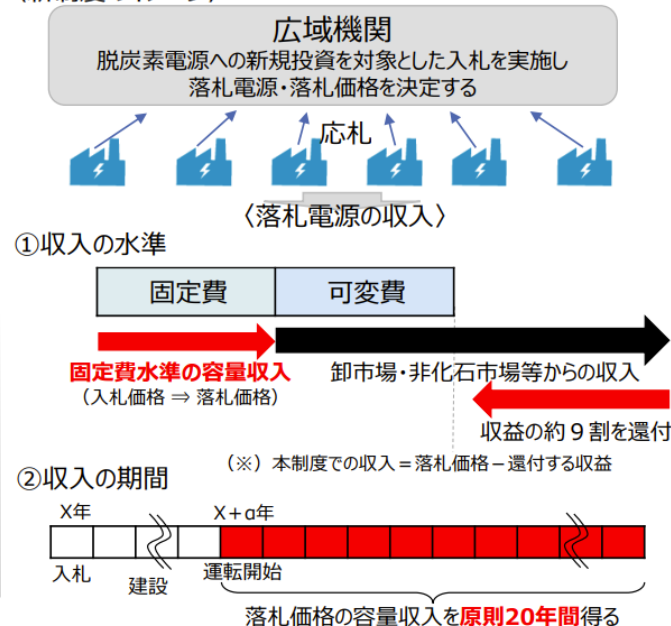 広域機関
脱炭素電源への新規投資を対象とした入札を実施し
落札電源・落札価格を決定する
応札
〈落札電源の収入〉
①収入の水準
固定費 可変費
固定費水準の容量収入 卸市場・非化石市場等からの収入
（入札価格 ⇒ 落札価格）
収益の約９割を還付
（※）本制度での収入＝落札価格－還付する収益
②収入の期間
X年 X＋α年
入札 建設 運転開始
落札価格の容量収入を原則20年間得る